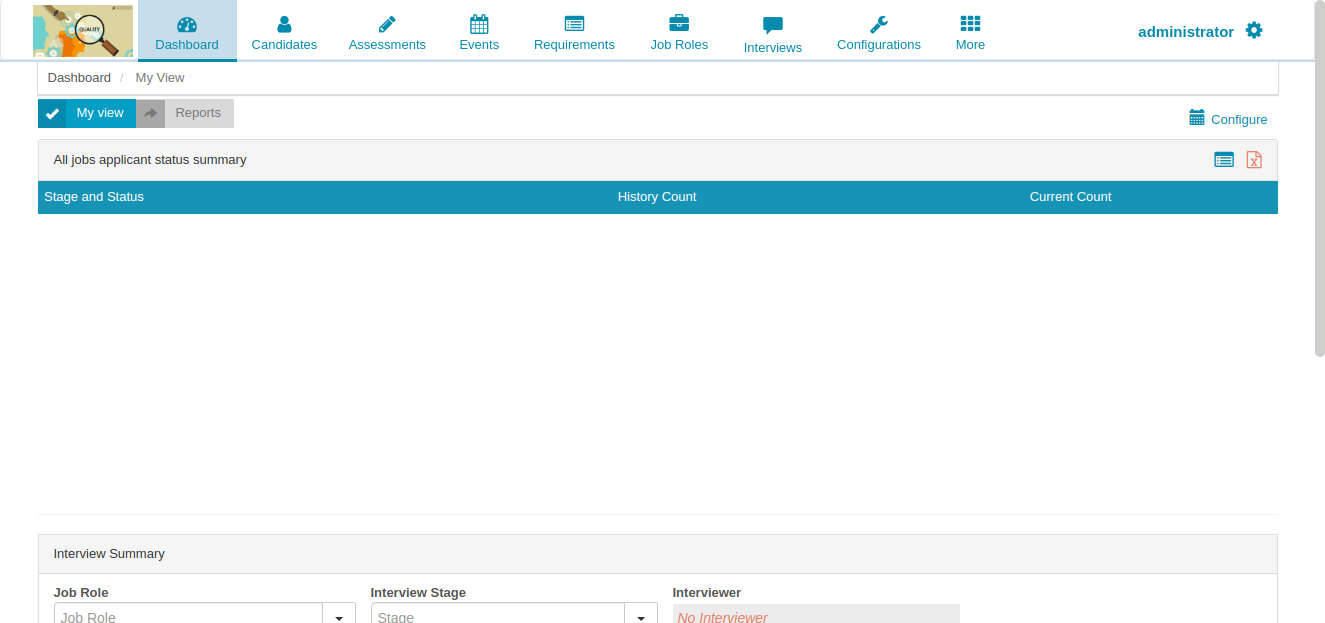 QUALITY
Dashboard
Candidates
Assessments
Events
Requirements
Job Roles
Interviews
Configurations
More
administrator
Dashboard / My View
My view
Reports
Configure
All jobs applicant status summary
Stage and Status History Count Current Count
Interview Summary
Job Role Interview Stage Interviewer
Job Role Stage No Interviewer